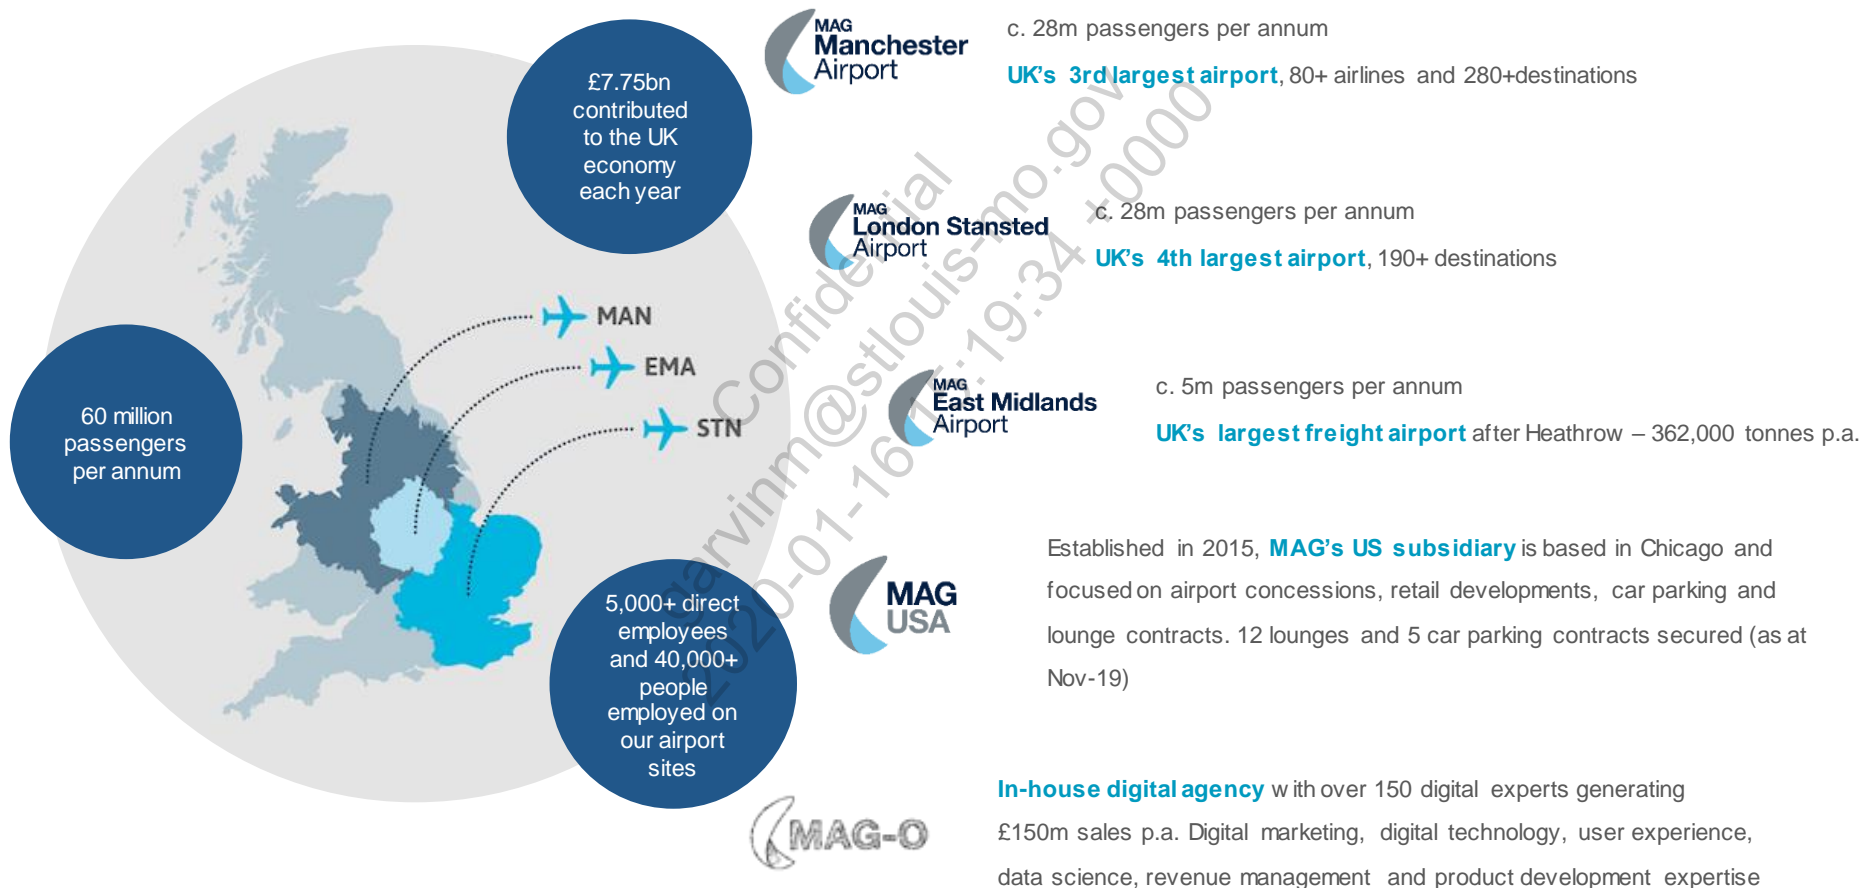 £7.75bn
contributed
to the UK
economy
each year
60 million
passengers
per annum
5,000+ direct
employees
and 40,000+
people
employed on
our airport
sites
MAN
EMA
STN
MAG
Manchester
Airport
c. 28m passengers per annum
UK's 3rd largest airport, 80+ airlines and 280+destinations
MAG
London Stansted
Airport
c. 28m passengers per annum
UK's 4th largest airport, 190+ destinations
MAG
East Midlands
Airport
c. 5m passengers per annum
UK's largest freight airport after Heathrow – 362,000 tonnes p.a.
MAG
USA
Established in 2015, MAG's US subsidiary is based in Chicago and
focused on airport concessions, retail developments, car parking and
lounge contracts. 12 lounges and 5 car parking contracts secured (as at
Nov-19)
MAG-O
In-house digital agency with over 150 digital experts generating
£150m sales p.a. Digital marketing, digital technology, user experience,
data science, revenue management and product development expertise
Confidential
garvinm@stlouis-mo.gov
2020-01-16 +0000